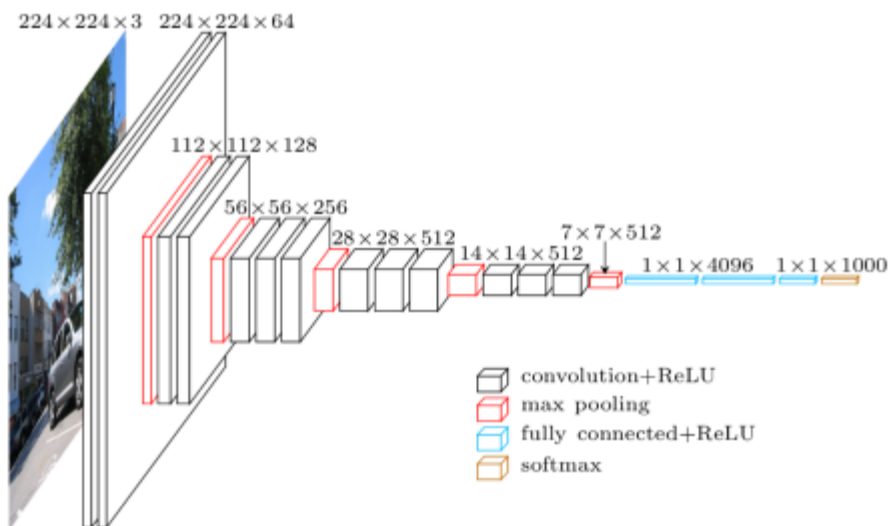 224×224×3
224×224×64
112×112×128
56×56×256
28×28×512
14×14×512
7×7×512
1×1×4096
1×1×1000
convolution+ReLU
max pooling
fully connected+ReLU
softmax